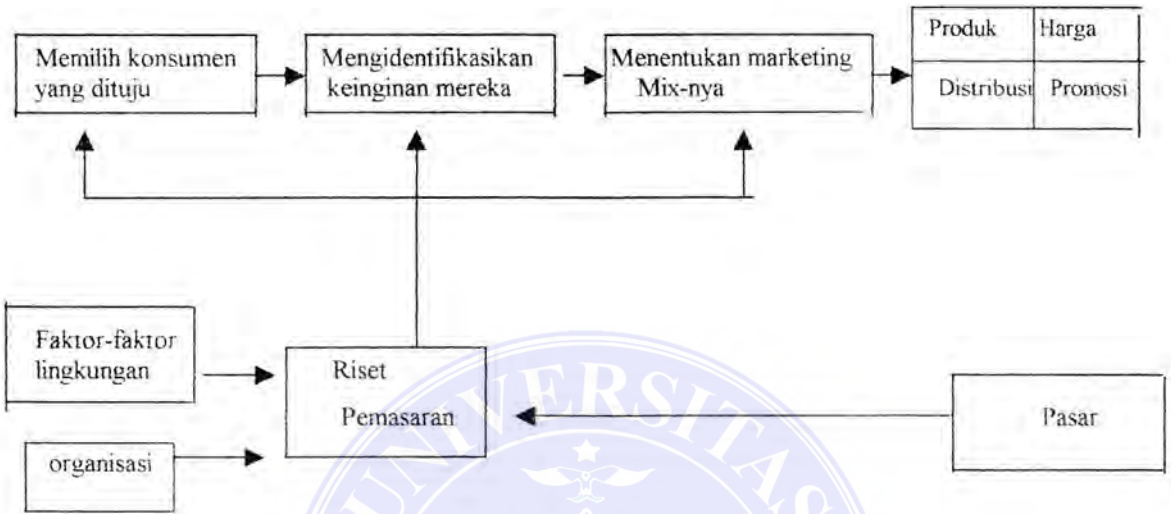 Memilih konsumen
yang dituju
Mengidentifikasikan
keinginan mereka
Menentukan marketing
Mix-nya
Produk Harga
Distribusi Promosi
Faktor-faktor
lingkungan
organisasi
Riset
Pemasaran
Pasar
UNIVERSITA